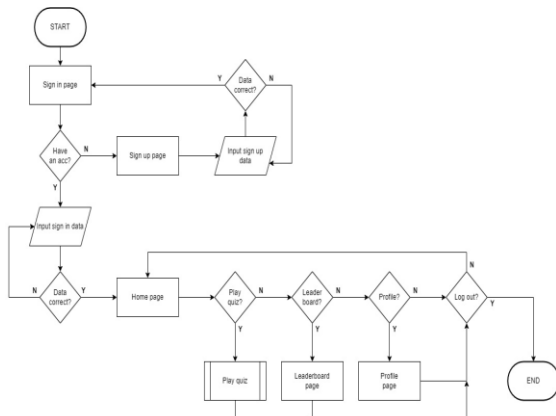 START
Sign in page
Data
correct?
Y
N
Have
an acc?
N
Sign up page
Input sign up
data
Y
Input sign in data
N
Data
correct?
Y
Home page
Play
quiz?
N
Leader
board?
N
Profile?
N
Log out?
N
Y
Y
Y
Y
Play quiz
Leaderboard
page
Profile
page
END